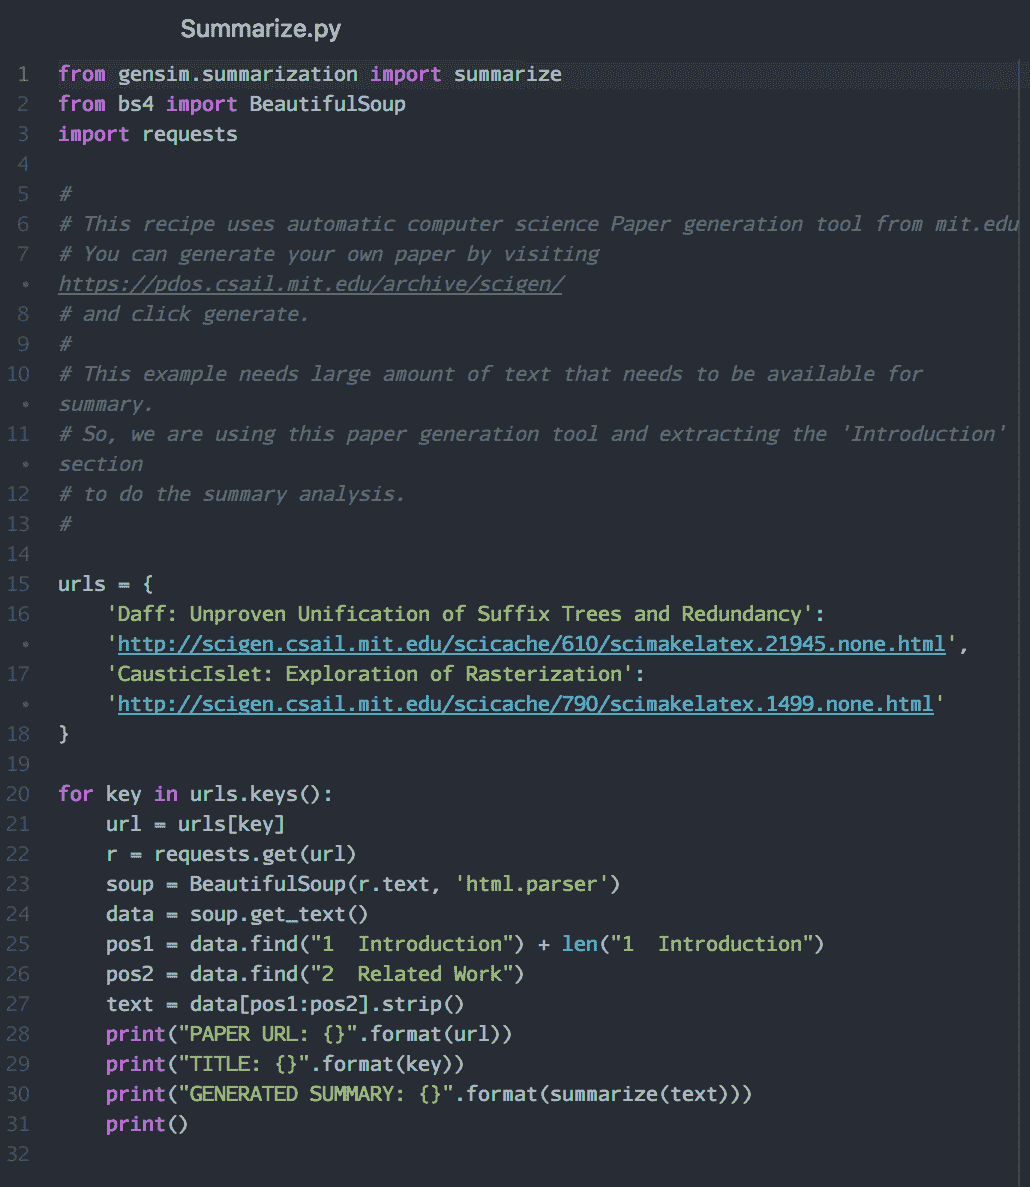 Summarize.py
1 from gensim.summarization import summarize
2 from bs4 import BeautifulSoup
3 import requests
4
5 #
6 # This recipe uses automatic computer science Paper generation tool from mit.edu
7 # You can generate your own paper by visiting
• https://pdos.csail.mit.edu/archive/scigen/
8 # and click generate.
9 #
10 # This example needs large amount of text that needs to be available for
• summary.
11 # So, we are using this paper generation tool and extracting the 'Introduction'
• section
12 # to do the summary analysis.
13 #
14
15 urls = {
16     'Daff: Unproven Unification of Suffix Trees and Redundancy':
•     'http://scigen.csail.mit.edu/scicache/610/scimakelatex.21945.none.html',
17     'CausticIslet: Exploration of Rasterization':
•     'http://scigen.csail.mit.edu/scicache/790/scimakelatex.1499.none.html'
18 }
19
20 for key in urls.keys():
21     url = urls[key]
22     r = requests.get(url)
23     soup = BeautifulSoup(r.text, 'html.parser')
24     data = soup.get_text()
25     pos1 = data.find("1  Introduction") + len("1  Introduction")
26     pos2 = data.find("2  Related Work")
27     text = data[pos1:pos2].strip()
28     print("PAPER URL: {}".format(url))
29     print("TITLE: {}".format(key))
30     print("GENERATED SUMMARY: {}".format(summarize(text)))
31     print()
32